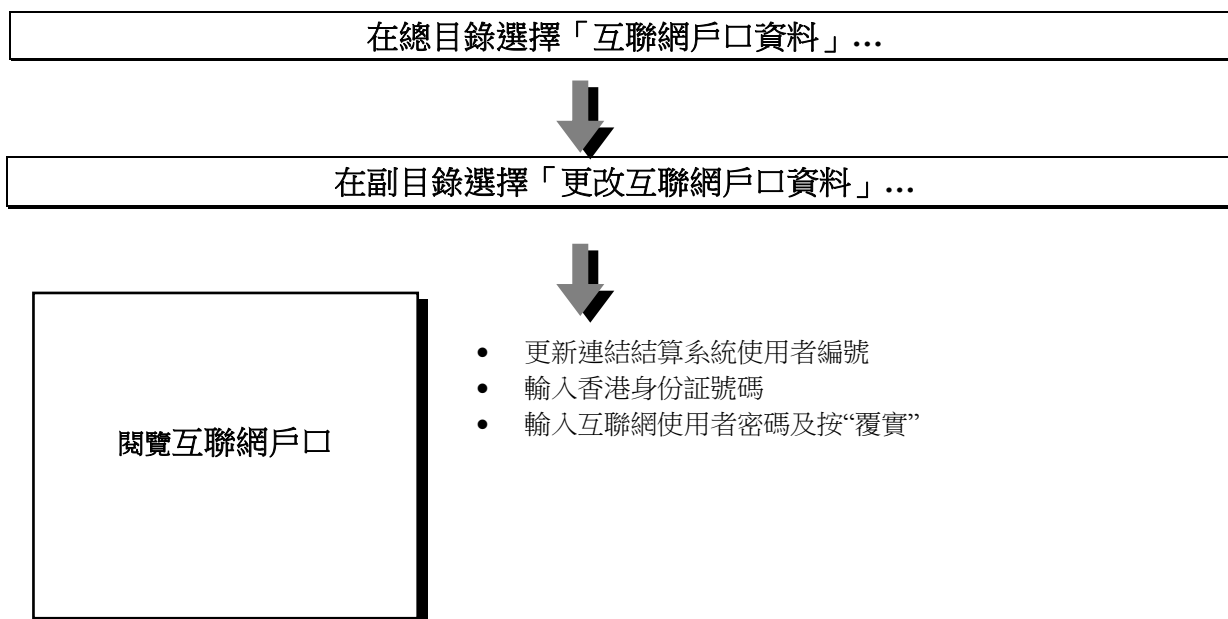 在總目錄選擇「互聯網戶口資料」...
在副目錄選擇「更改互聯網戶口資料」...
• 更新連結結算系統使用者編號
• 輸入香港身份証號碼
• 輸入互聯網使用者密碼及按“覆實”
閱覽互聯網戶口